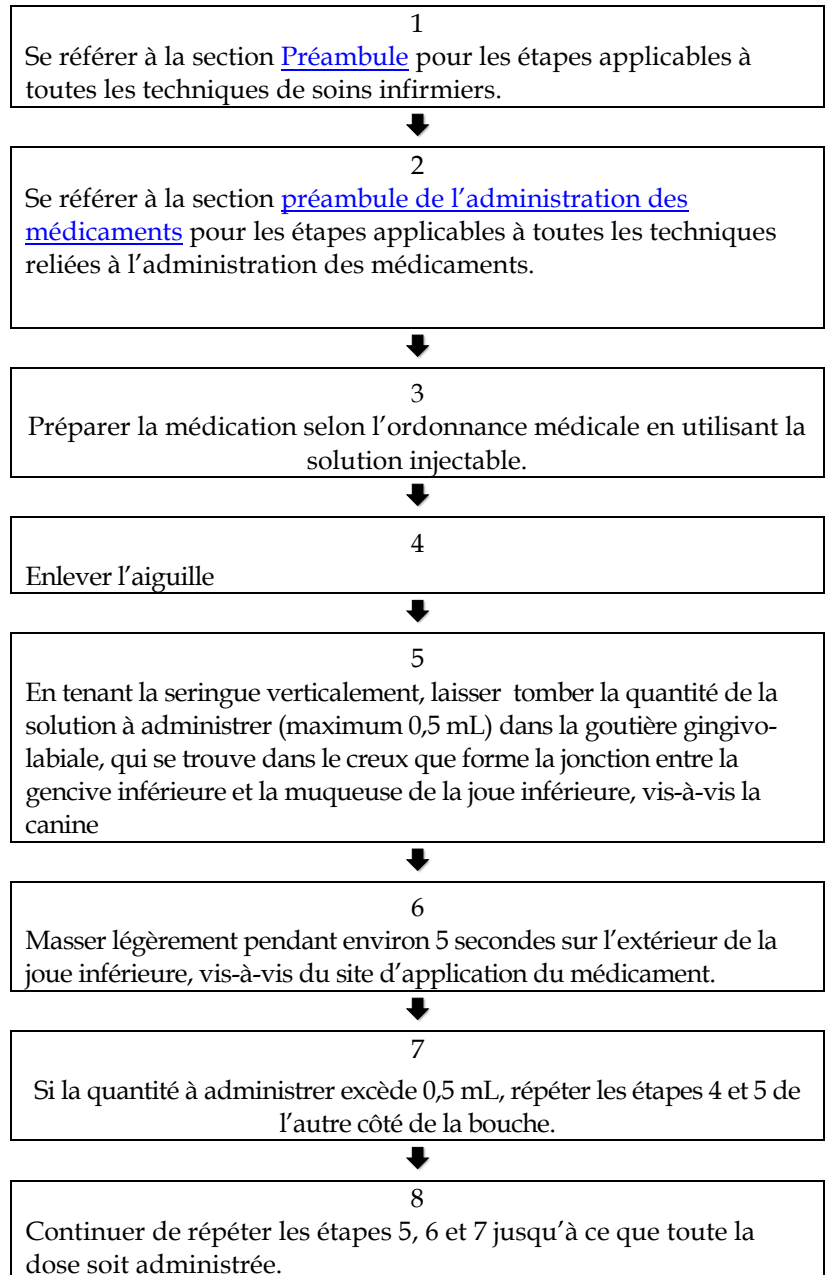 1
Se référer à la section Préambule pour les étapes applicables à
toutes les techniques de soins infirmiers.
2
Se référer à la section préambule de l’administration des
médicaments pour les étapes applicables à toutes les techniques
reliées à l’administration des médicaments.
3
Préparer la médication selon l’ordonnance médicale en utilisant la
solution injectable.
4
Enlever l’aiguille
5
En tenant la seringue verticalement, laisser  tomber la quantité de la
solution à administrer (maximum 0,5 mL) dans la goutière gingivo-
labiale, qui se trouve dans le creux que forme la jonction entre la
gencive inférieure et la muqueuse de la joue inférieure, vis-à-vis la
canine
6
Masser légèrement pendant environ 5 secondes sur l’extérieur de la
joue inférieure, vis-à-vis du site d’application du médicament.
7
Si la quantité à administrer excède 0,5 mL, répéter les étapes 4 et 5 de
l’autre côté de la bouche.
8
Continuer de répéter les étapes 5, 6 et 7 jusqu’à ce que toute la
dose soit administrée.